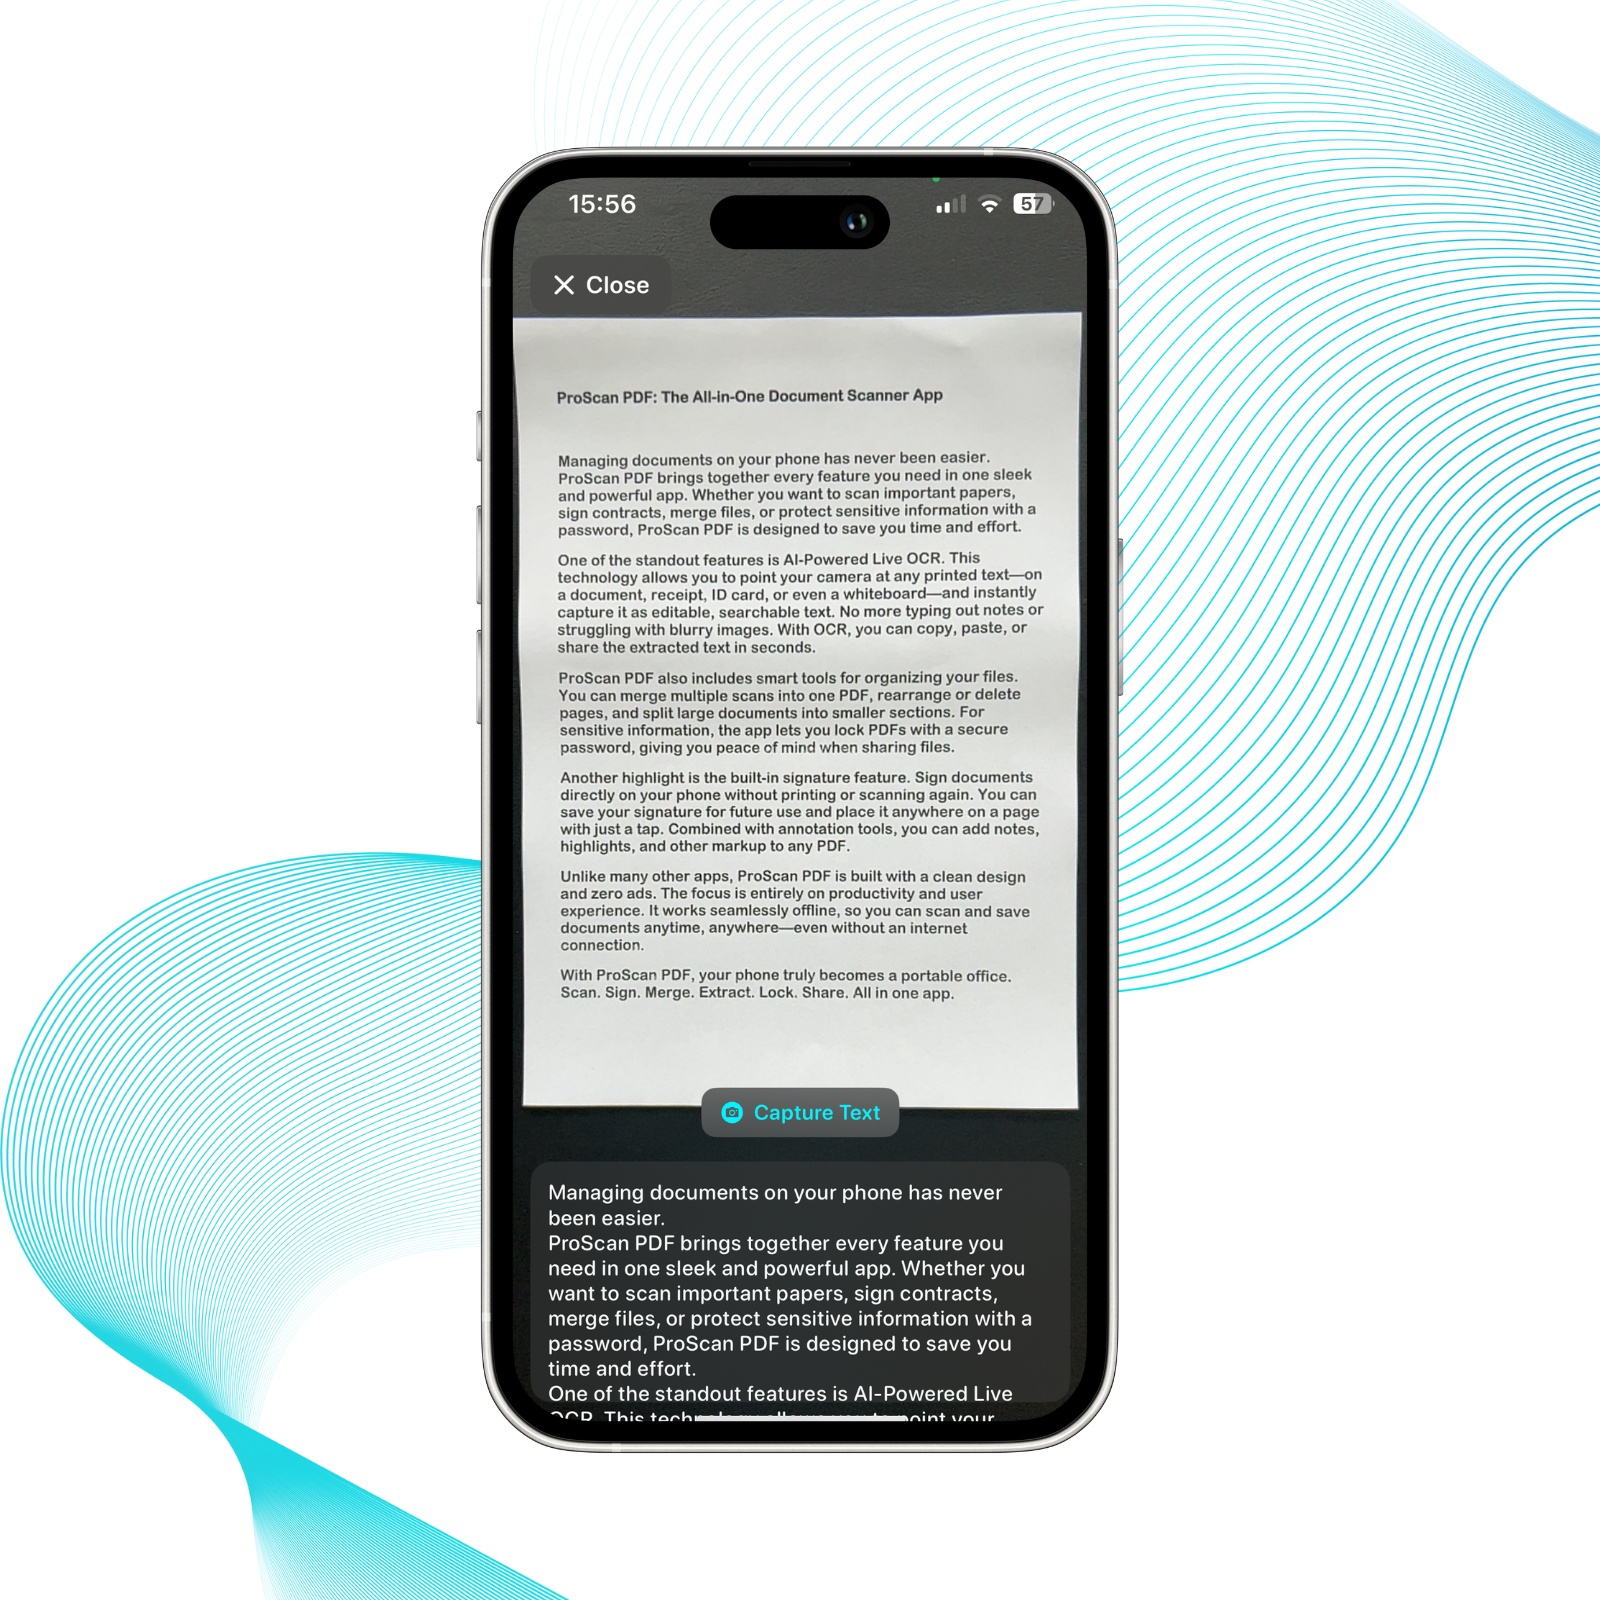 15:56
57
Close
ProScan PDF: The All-in-One Document Scanner App
Managing documents on your phone has never been easier.
ProScan PDF brings together every feature you need in one sleek
and powerful app. Whether you want to scan important papers,
sign contracts, merge files, or protect sensitive information with a
password, ProScan PDF is designed to save you time and effort.
One of the standout features is AI-Powered Live OCR. This
technology allows you to point your camera at any printed text—on
a document, receipt, ID card, or even a whiteboard—and instantly
capture it as editable, searchable text. No more typing out notes or
struggling with blurry images. With OCR, you can copy, paste, or
share the extracted text in seconds.
ProScan PDF also includes smart tools for organizing your files.
You can merge multiple scans into one PDF, rearrange or delete
pages, and split large documents into smaller sections. For
sensitive information, the app lets you lock PDFs with a secure
password, giving you peace of mind when sharing files.
Another highlight is the built-in signature feature. Sign documents
directly on your phone without printing or scanning again. You can
save your signature for future use and place it anywhere on a page
with just a tap. Combined with annotation tools, you can add notes,
highlights, and other markup to any PDF.
Unlike many other apps, ProScan PDF is built with a clean design
and zero ads. The focus is entirely on productivity and user
experience. It works seamlessly offline, so you can scan and save
documents anytime, anywhere—even without an internet
connection.
With ProScan PDF, your phone truly becomes a portable office.
Scan. Sign. Merge. Extract. Lock. Share. All in one app.
Capture Text
Managing documents on your phone has never
been easier.
ProScan PDF brings together every feature you
need in one sleek and powerful app. Whether you
want to scan important papers, sign contracts,
merge files, or protect sensitive information with a
password, ProScan PDF is designed to save you
time and effort.
One of the standout features is AI-Powered Live
OCR. This technology allows you to point your